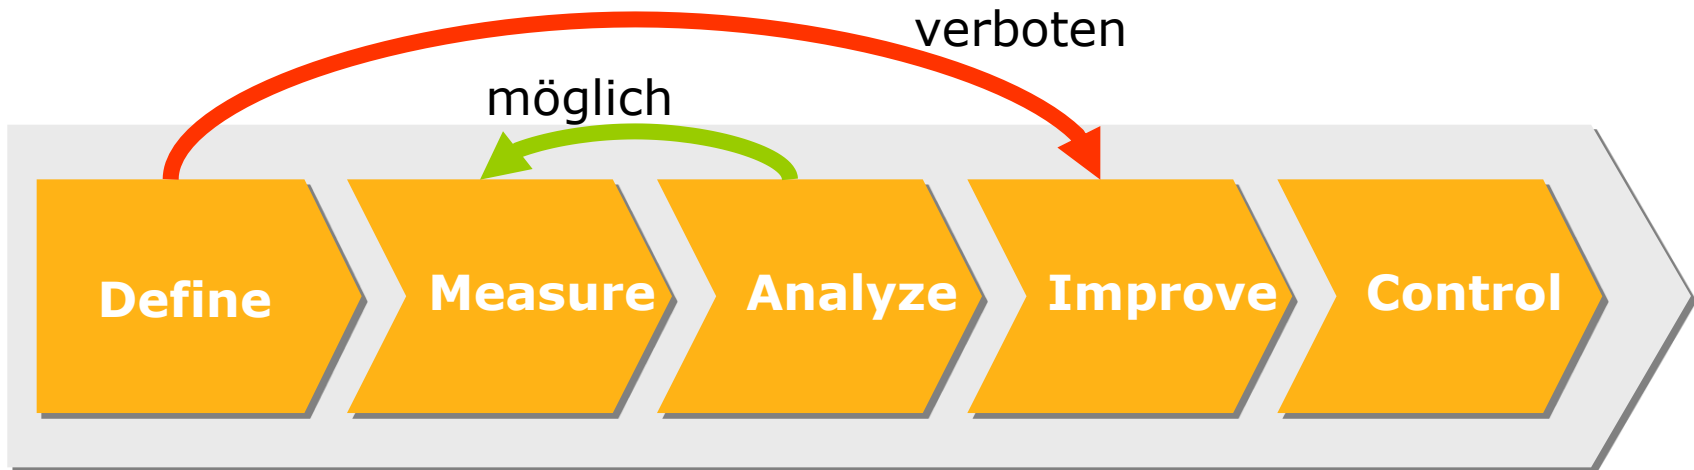 verboten
möglich
Define
Measure
Analyze
Improve
Control